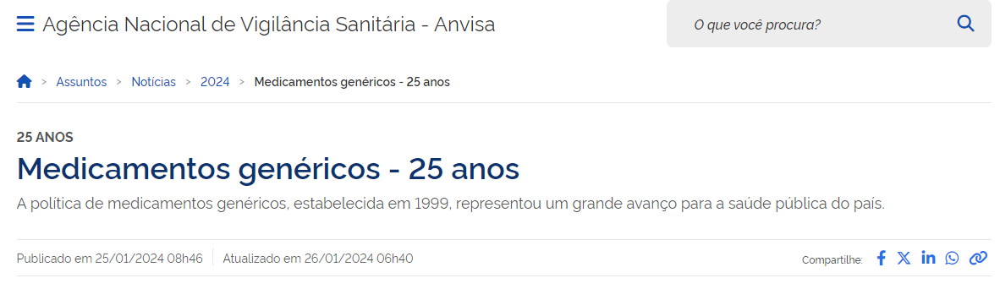 Agência Nacional de Vigilância Sanitária - Anvisa
O que você procura?
Assuntos > Notícias > 2024 > Medicamentos genéricos - 25 anos
25 ANOS
Medicamentos genéricos - 25 anos
A política de medicamentos genéricos, estabelecida em 1999, representou um grande avanço para a saúde pública do país.
Publicado em 25/01/2024 08h46 Atualizado em 26/01/2024 06h40
Compartilhe: